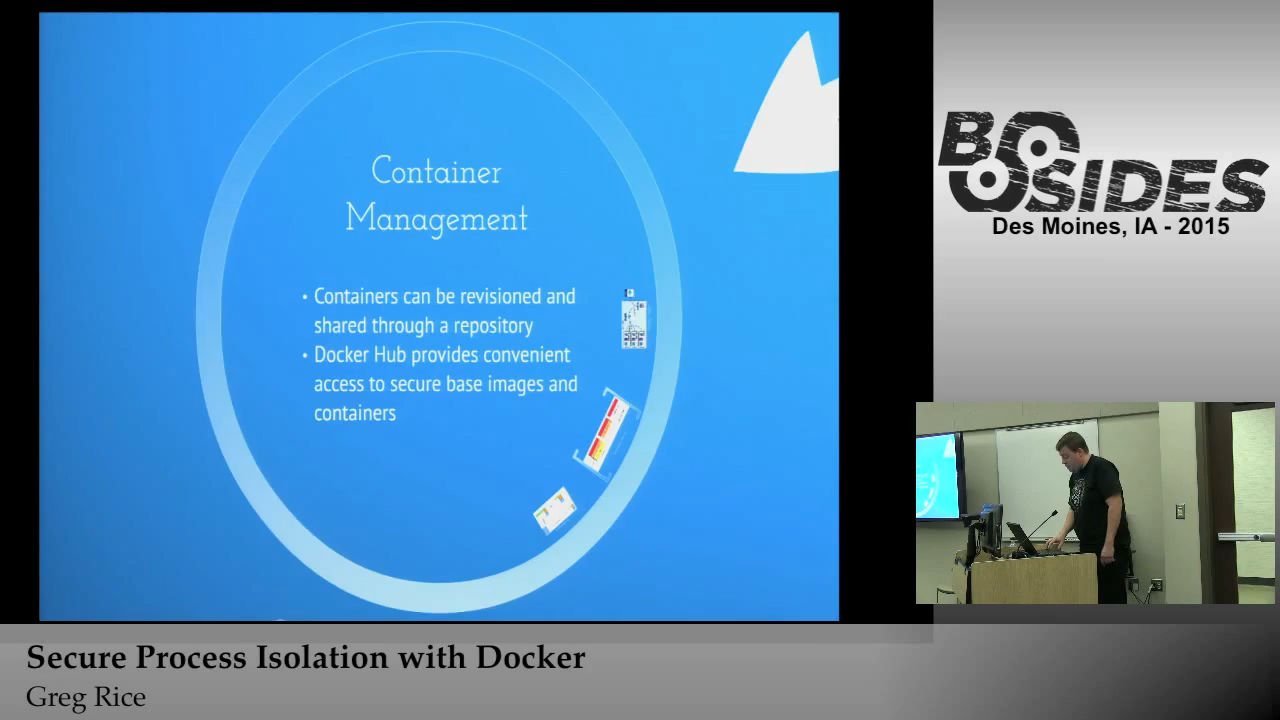 Container
Management
• Containers can be revisioned and
shared through a repository
• Docker Hub provides convenient
access to secure base images and
containers
BSIDES
Des Moines, IA - 2015
Secure Process Isolation with Docker
Greg Rice